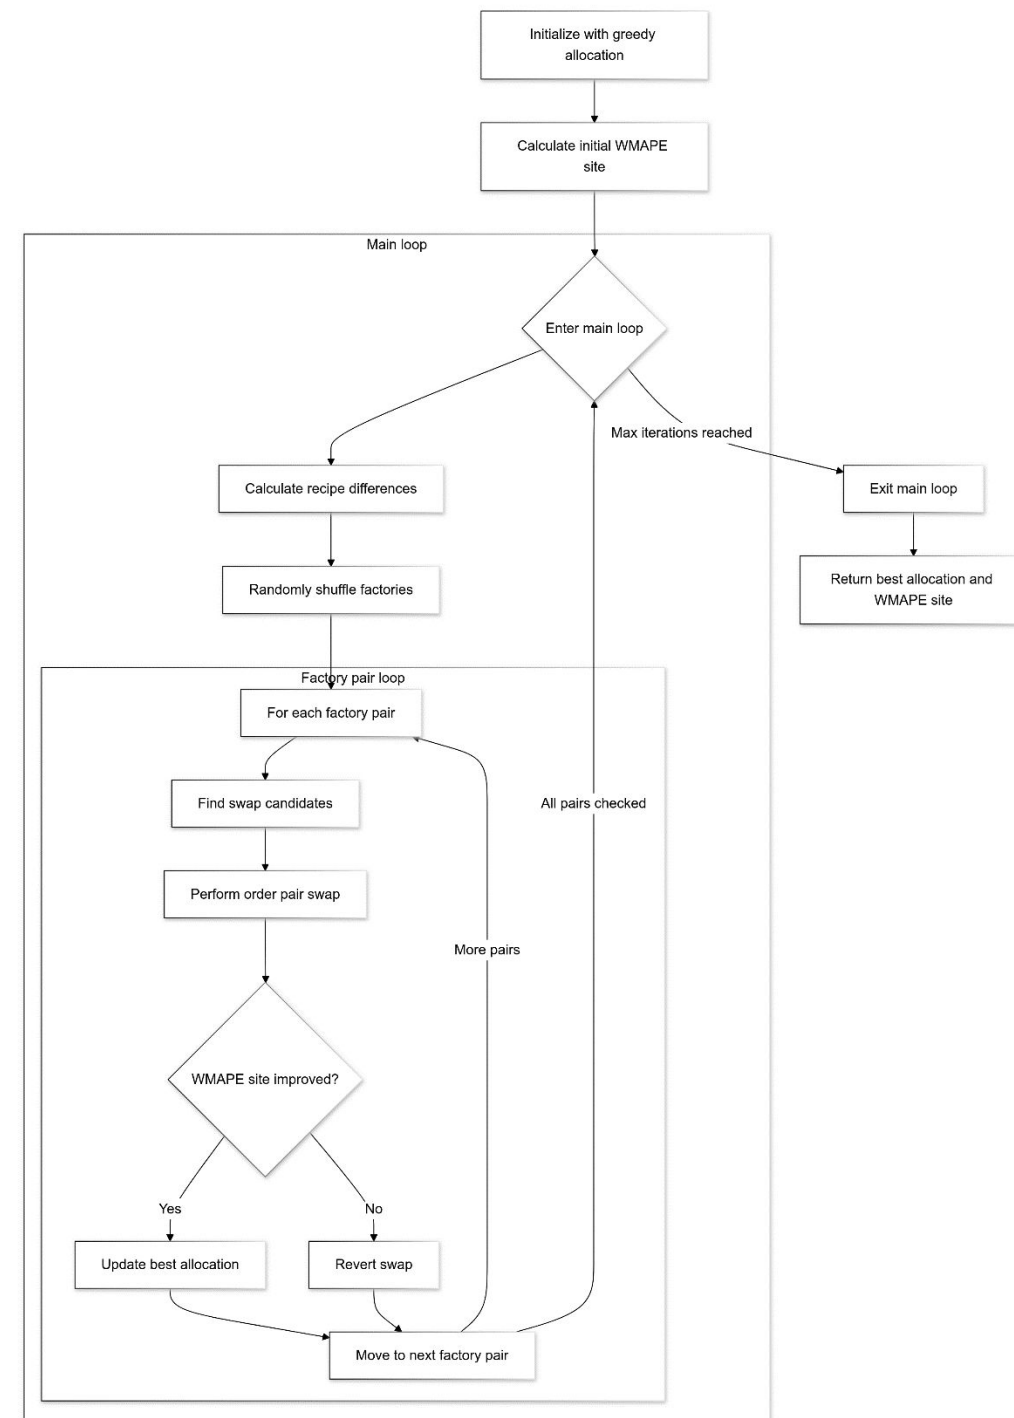 Initialize with greedy
allocation
Calculate initial WMAPE
site
Main loop
Enter main loop
Max iterations reached
Calculate recipe differences
Exit main loop
Randomly shuffle factories
Return best allocation and
WMAPE site
Factory pair loop
For each factory pair
Find swap candidates
All pairs checked
Perform order pair swap
More pairs
WMAPE site improved?
Yes
No
Update best allocation
Revert swap
Move to next factory pair